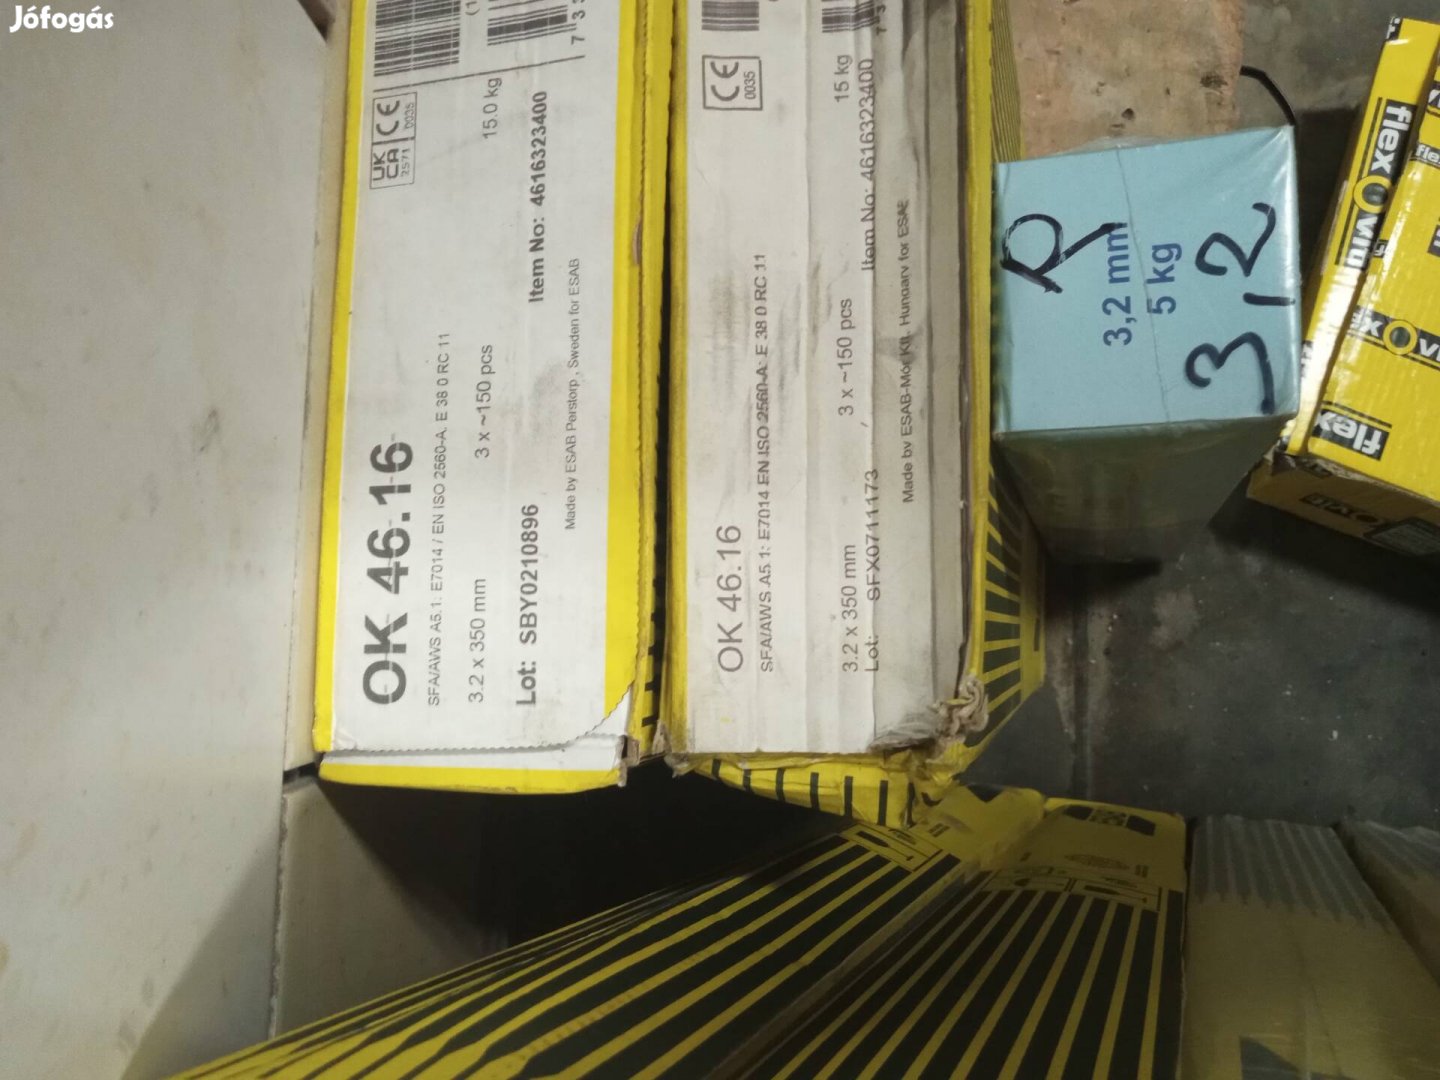 Jófogás
OK 46.16
SFA/AWS A5.1: E7014 / EN ISO 2560-A: E 38 0 RC 11
3.2 x 350 mm
3 x ~150 pcs
15.0 kg
Lot: SBY0210896
Item No: 4616323400
Made by ESAB Perstorp, Sweden for ESAB
UK
CA
2571
CE
0035
OK 46.16
SFA/AWS A5.1: E7014 EN ISO 2560-A: E 38 0 RC 11
3.2 x 350 mm
3 x ~150 pcs
15 kg
Lot: SFX0711173
Item No: 4616323400
Made by ESAB-Mor Kft. Hungary for ESAB
CE
0035
R
3,2 mm
5 kg
3,2
flex
flex